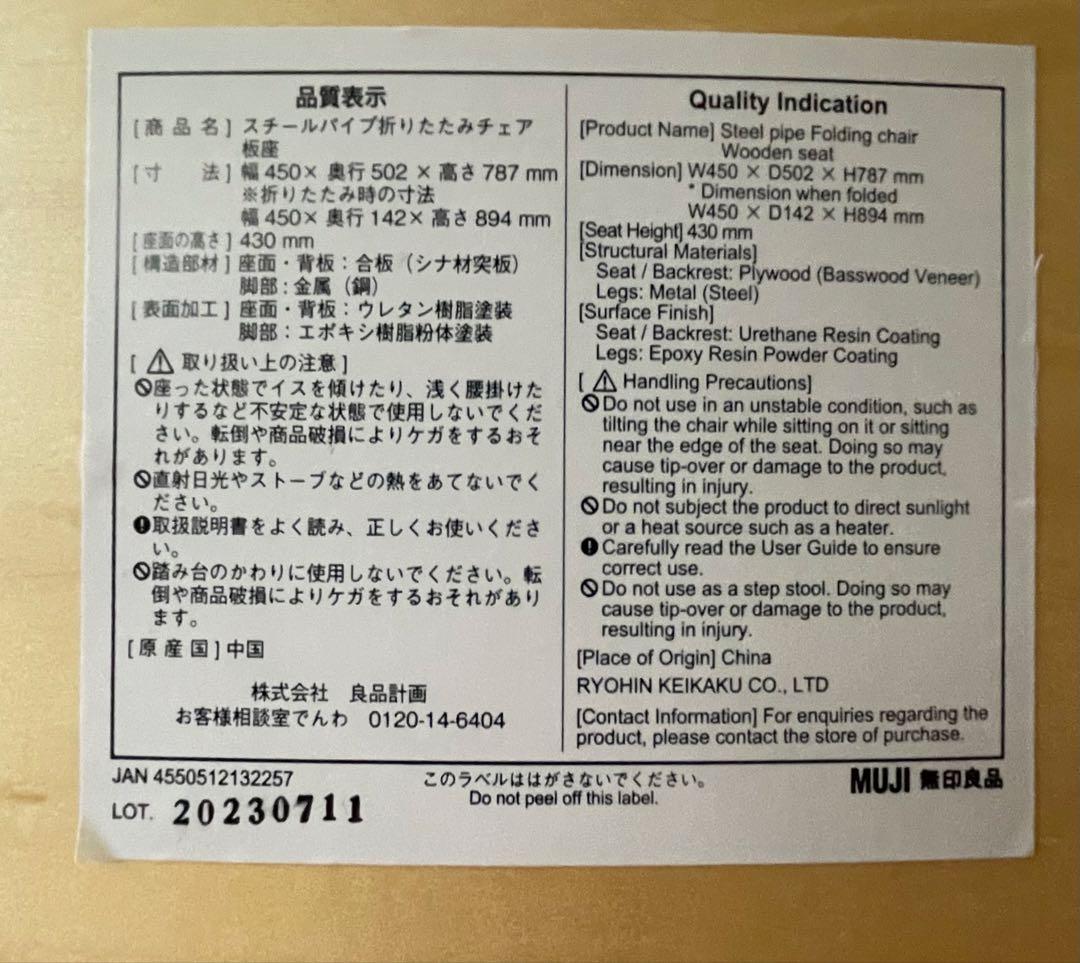 品質表示
[商品名] スチールパイプ折りたたみチェア
板座
[寸　法] 幅 450× 奥行 502 × 高さ 787 mm
※折りたたみ時の寸法
幅 450× 奥行 142× 高さ 894 mm
[座面の高さ] 430 mm
[構造部材] 座面・背板：合板（シナ材突板）
脚部：金属（鋼）
[表面加工] 座面・背板：ウレタン樹脂塗装
脚部：エポキシ樹脂粉体塗装
[ ⚠ 取り扱い上の注意 ]
🚫座った状態でイスを傾けたり、浅く腰掛けた
りするなど不安定な状態で使用しないでくだ
さい。転倒や商品破損によりケガをするおそ
れがあります。
🚫直射日光やストーブなどの熱をあてないでく
ださい。
❗取扱説明書をよく読み、正しくお使いくださ
い。
🚫踏み台のかわりに使用しないでください。転
倒や商品破損によりケガをするおそれがあり
ます。
[原産国] 中国
株式会社　良品計画
お客様相談室でんわ　0120-14-6404
Quality Indication
[Product Name] Steel pipe Folding chair
Wooden seat
[Dimension] W450 × D502 × H787 mm
* Dimension when folded
W450 × D142 × H894 mm
[Seat Height] 430 mm
[Structural Materials]
Seat / Backrest: Plywood (Basswood Veneer)
Legs: Metal (Steel)
[Surface Finish]
Seat / Backrest: Urethane Resin Coating
Legs: Epoxy Resin Powder Coating
[ ⚠ Handling Precautions]
🚫Do not use in an unstable condition, such as
tilting the chair while sitting on it or sitting
near the edge of the seat. Doing so may
cause tip-over or damage to the product,
resulting in injury.
🚫Do not subject the product to direct sunlight
or a heat source such as a heater.
❗Carefully read the User Guide to ensure
correct use.
🚫Do not use as a step stool. Doing so may
cause tip-over or damage to the product,
resulting in injury.
[Place of Origin] China
RYOHIN KEIKAKU CO., LTD
[Contact Information] For enquiries regarding the
product, please contact the store of purchase.
JAN 4550512132257
LOT. 20230711
このラベルははがさないでください。
Do not peel off this label.
MUJI 無印良品